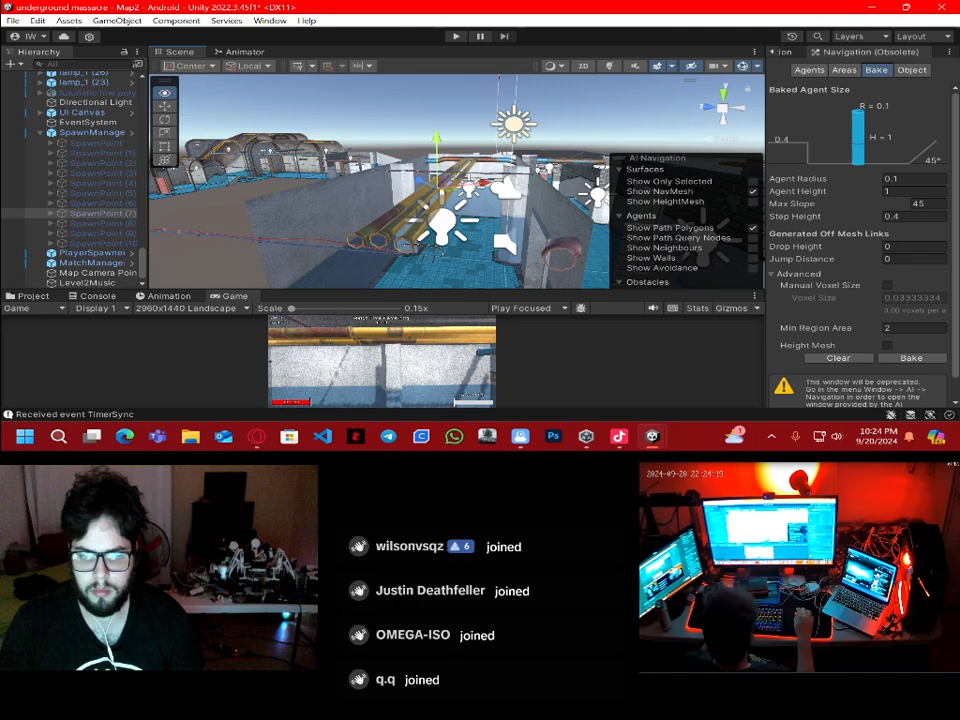 underground massacre - Map2 - Android - Unity 2022.3.45f1* <DX11>
File Edit Assets GameObject Component Services Window Help
IW
Layers
Layout
Hierarchy
Scene
Animator
ion
Navigation (Obsolete)
All
Center
Local
2D
Agents Areas Bake Object
lamp_1 (26)
lamp_1 (23)
futuristic low poly
Directional Light
UI Canvas
EventSystem
SpawnManage
SpawnPoint
SpawnPoint (1)
SpawnPoint (2)
SpawnPoint (3)
SpawnPoint (4)
SpawnPoint (5)
SpawnPoint (6)
SpawnPoint (7)
SpawnPoint (8)
SpawnPoint (9)
SpawnPoint (10
PlayerSpawner
MatchManager
Map Camera Poin
Level2Music
AI Navigation
Surfaces
Show Only Selected
Show NavMesh
Show HeightMesh
Agents
Show Path Polygons
Show Path Query Nodes
Show Neighbours
Show Walls
Show Avoidance
Obstacles
Baked Agent Size
R = 0.1
H = 1
0.4
45°
Agent Radius 0.1
Agent Height 1
Max Slope 45
Step Height 0.4
Generated Off Mesh Links
Drop Height 0
Jump Distance 0
Advanced
Manual Voxel Size
Voxel Size 0.03333334
3.00 voxels per a
Min Region Area 2
Height Mesh
Clear Bake
This window will be deprecated.
Go in the menu Window -> AI ->
Navigation in order to open the
window provided by the AI
Project Console Animation Game
Game Display 1 2960x1440 Landscape Scale 0.15x Play Focused Stats Gizmos
Received event TimerSync
10:24 PM
9/20/2024
2024-09-20 22:24:19
wilsonvsqz 6 joined
Justin Deathfeller joined
OMEGA-ISO joined
q.q joined